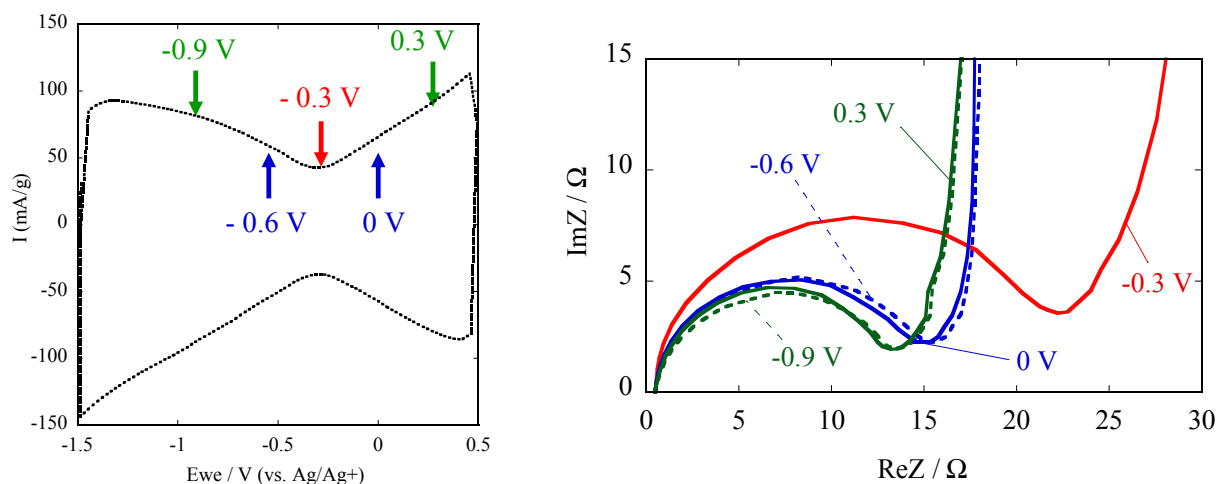 150
100
50
0
-50
-100
-150
I (mA/g)
-0.9 V
0.3 V
- 0.3 V
- 0.6 V
0 V
-1.5
-1
-0.5
0
0.5
Ewe / V (vs. Ag/Ag+)
15
10
5
0
ImZ / Ω
0.3 V
-0.6 V
-0.3 V
-0.9 V
0 V
0
5
10
15
20
25
30
ReZ / Ω